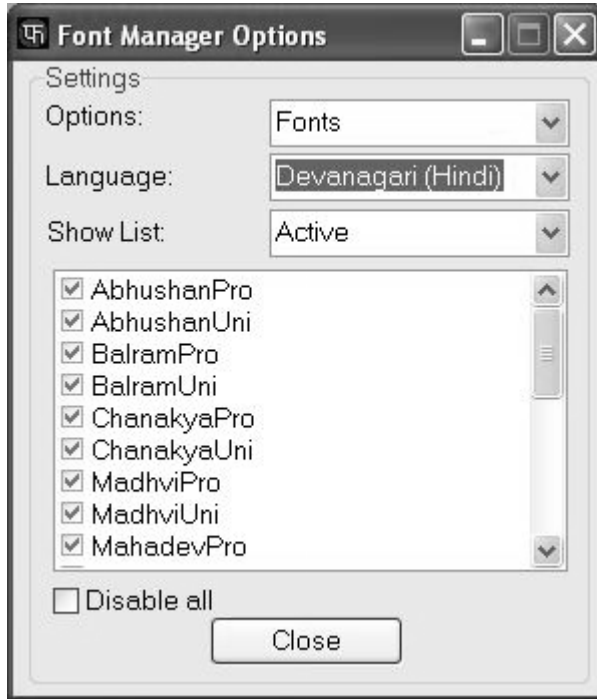 फ Font Manager Options
Settings
Options: Fonts
Language: Devanagari (Hindi)
Show List: Active
AbhushanPro
AbhushanUni
BalramPro
BalramUni
ChanakyaPro
ChanakyaUni
MadhviPro
MadhviUni
MahadevPro
Disable all
Close